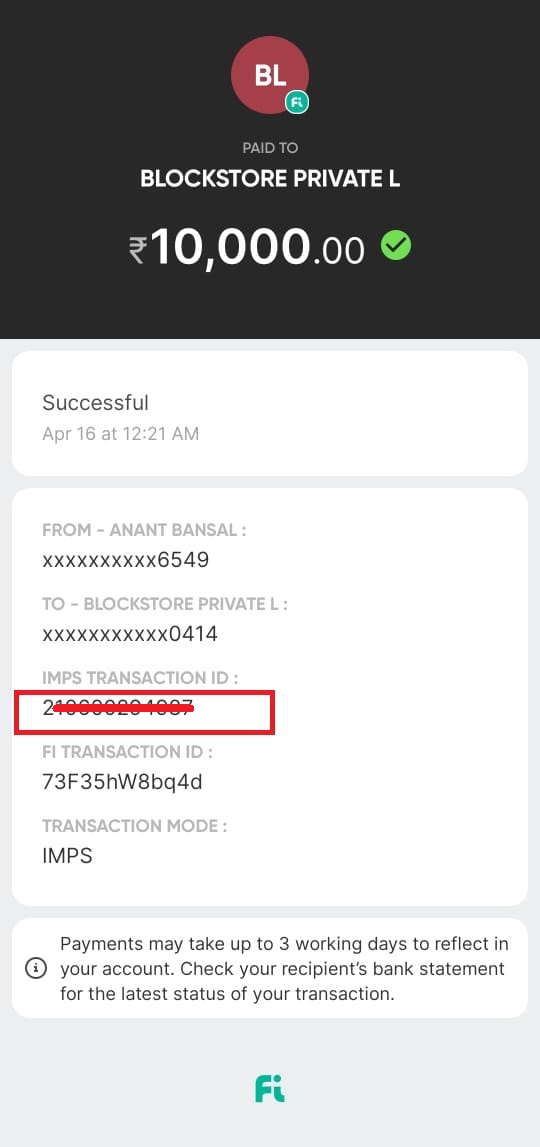 BL
Fi
PAID TO
BLOCKSTORE PRIVATE L
₹10,000.00
Successful
Apr 16 at 12:21 AM
FROM - ANANT BANSAL :
xxxxxxxxxx6549
TO - BLOCKSTORE PRIVATE L :
xxxxxxxxxxx0414
IMPS TRANSACTION ID :
FI TRANSACTION ID :
73F35hW8bq4d
TRANSACTION MODE :
IMPS
Payments may take up to 3 working days to reflect in
your account. Check your recipient’s bank statement
for the latest status of your transaction.
Fi